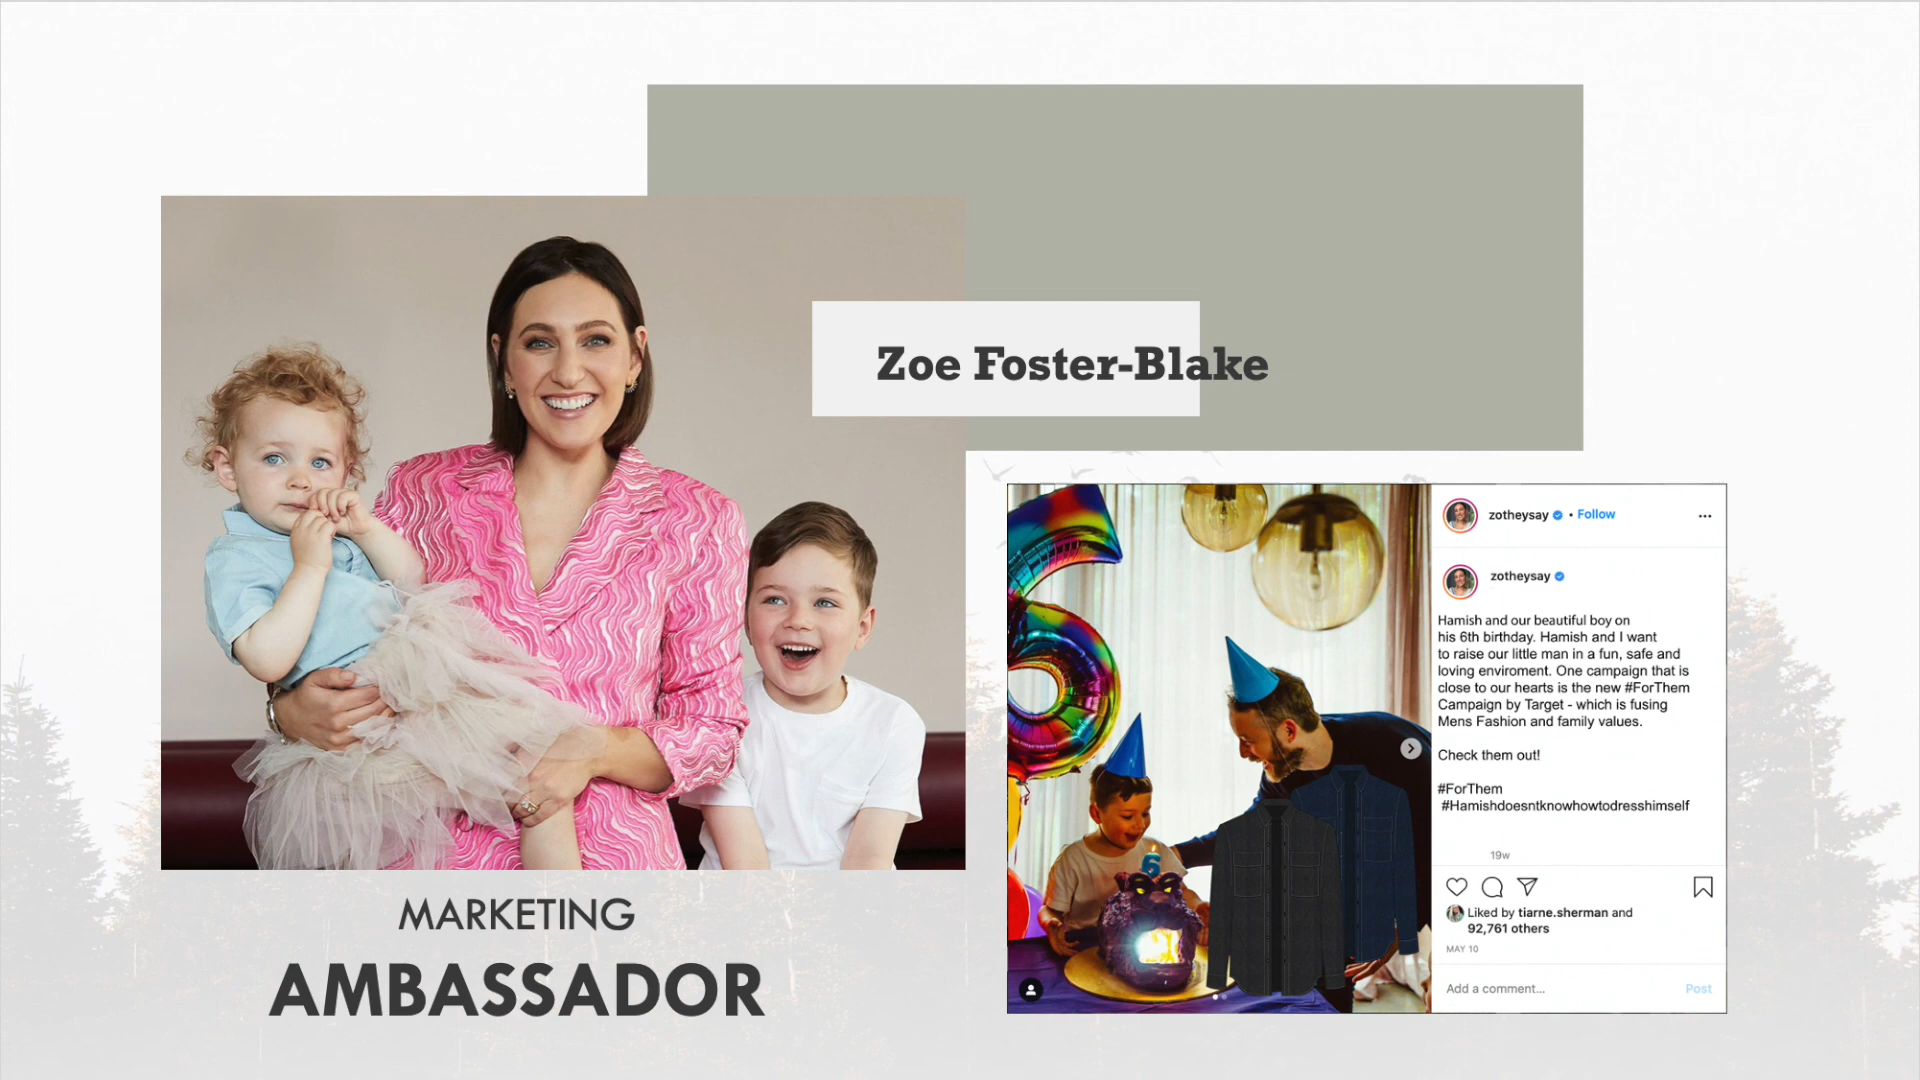 Zoe Foster-Blake
MARKETING
AMBASSADOR
zotheysay • Follow
zotheysay
Hamish and our beautiful boy on
his 6th birthday. Hamish and I want
to raise our little man in a fun, safe and
loving enviroment. One campaign that is
close to our hearts is the new #ForThem
Campaign by Target - which is fusing
Mens Fashion and family values.
Check them out!
#ForThem
#Hamishdoesntknowhowtodresshimself
19w
Liked by tiarne.sherman and
92,761 others
MAY 10
Add a comment...
Post
6